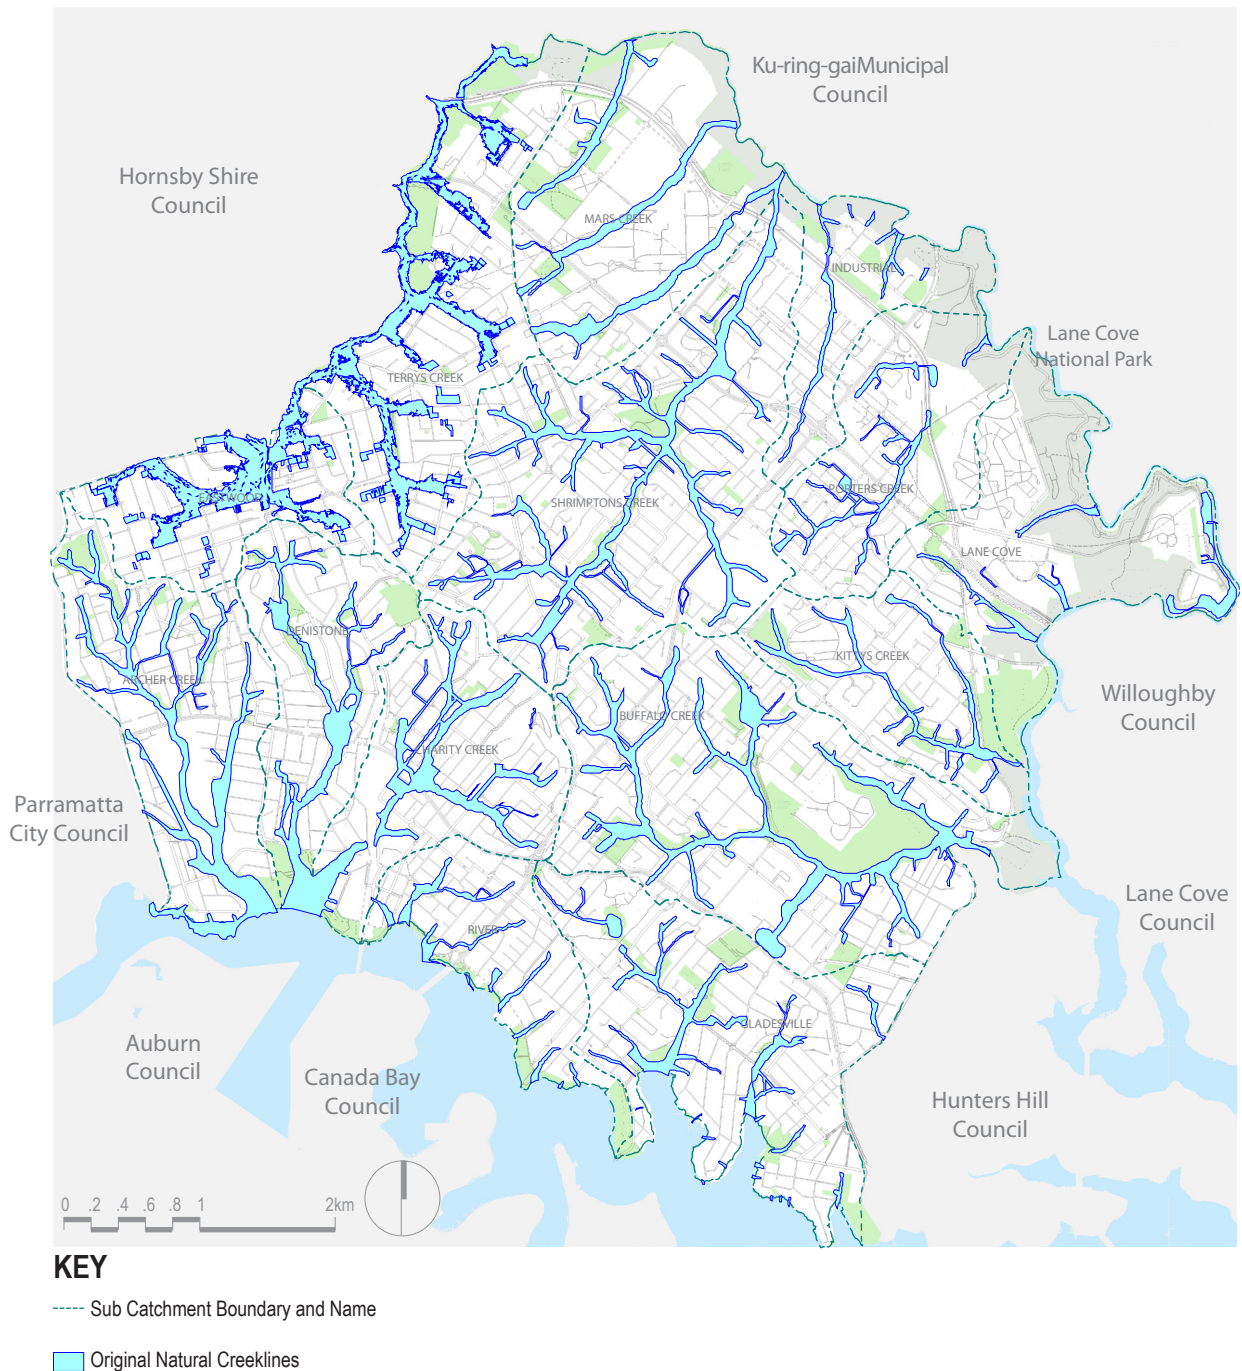 Ku-ring-gaiMunicipal
Council
Hornsby Shire
Council
MARS CREEK
INDUSTRIAL
Lane Cove
National Park
TERRYS CREEK
EASTWOOD
SHRIMPTONS CREEK
PORTERS CREEK
LANE COVE
DENISTONE
KITTYS CREEK
ARCHER CREEK
BUFFALO CREEK
Willoughby
Council
CHARITY CREEK
Parramatta
City Council
Lane Cove
Council
RIVER
GLADESVILLE
Auburn
Council
Canada Bay
Council
Hunters Hill
Council
0 .2 .4 .6 .8 1 2km
KEY
Sub Catchment Boundary and Name
Original Natural Creeklines